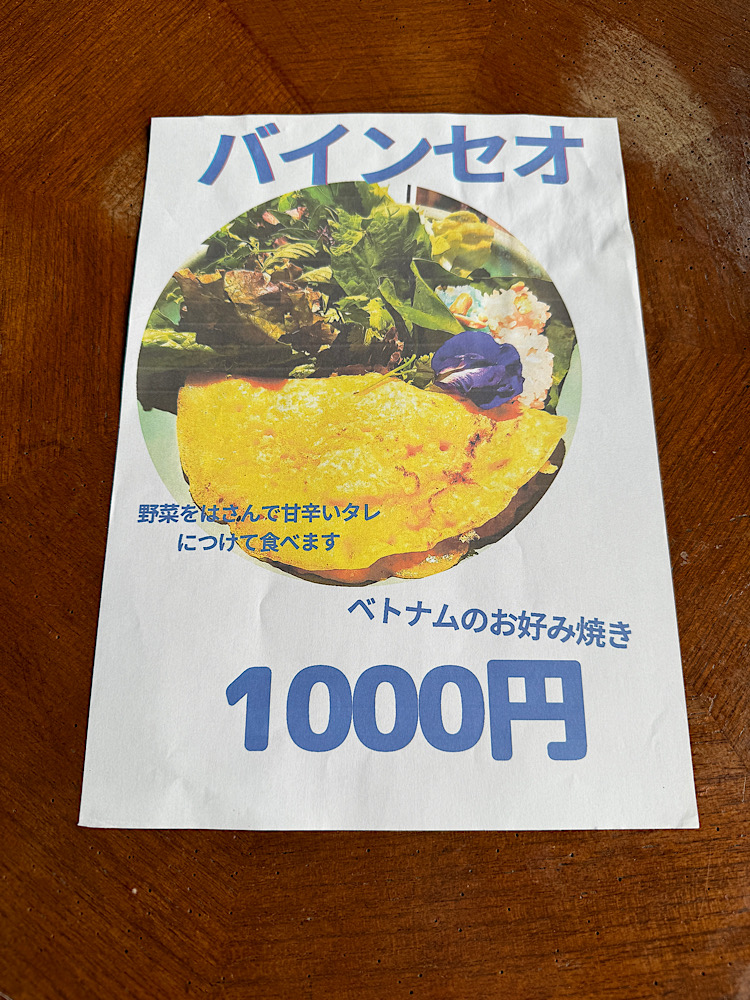 バインセオ
野菜をはさんで甘辛いタレ
につけて食べます
ベトナムのお好み焼き
1000円